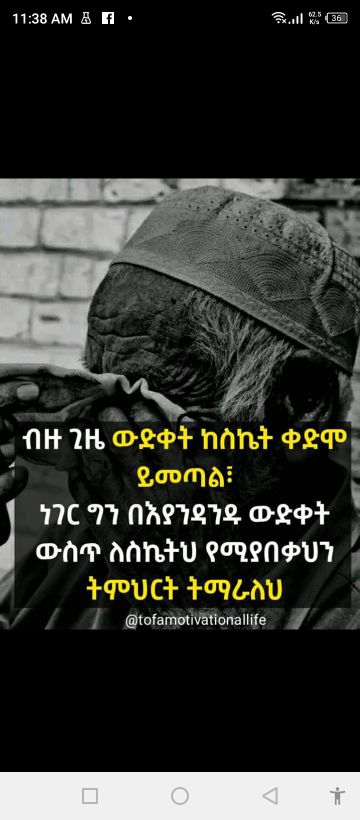 11:38 AM
62.5
K/s
36
ብዙ ጊዜ ውድቀት ከስኬት ቀድሞ
ይመጣል፣
ነገር ግን በእያንዳንዱ ውድቀት
ውስጥ ለስኬትህ የሚያበቃህን
ትምህርት ትማራለህ
@tofamotivationallife